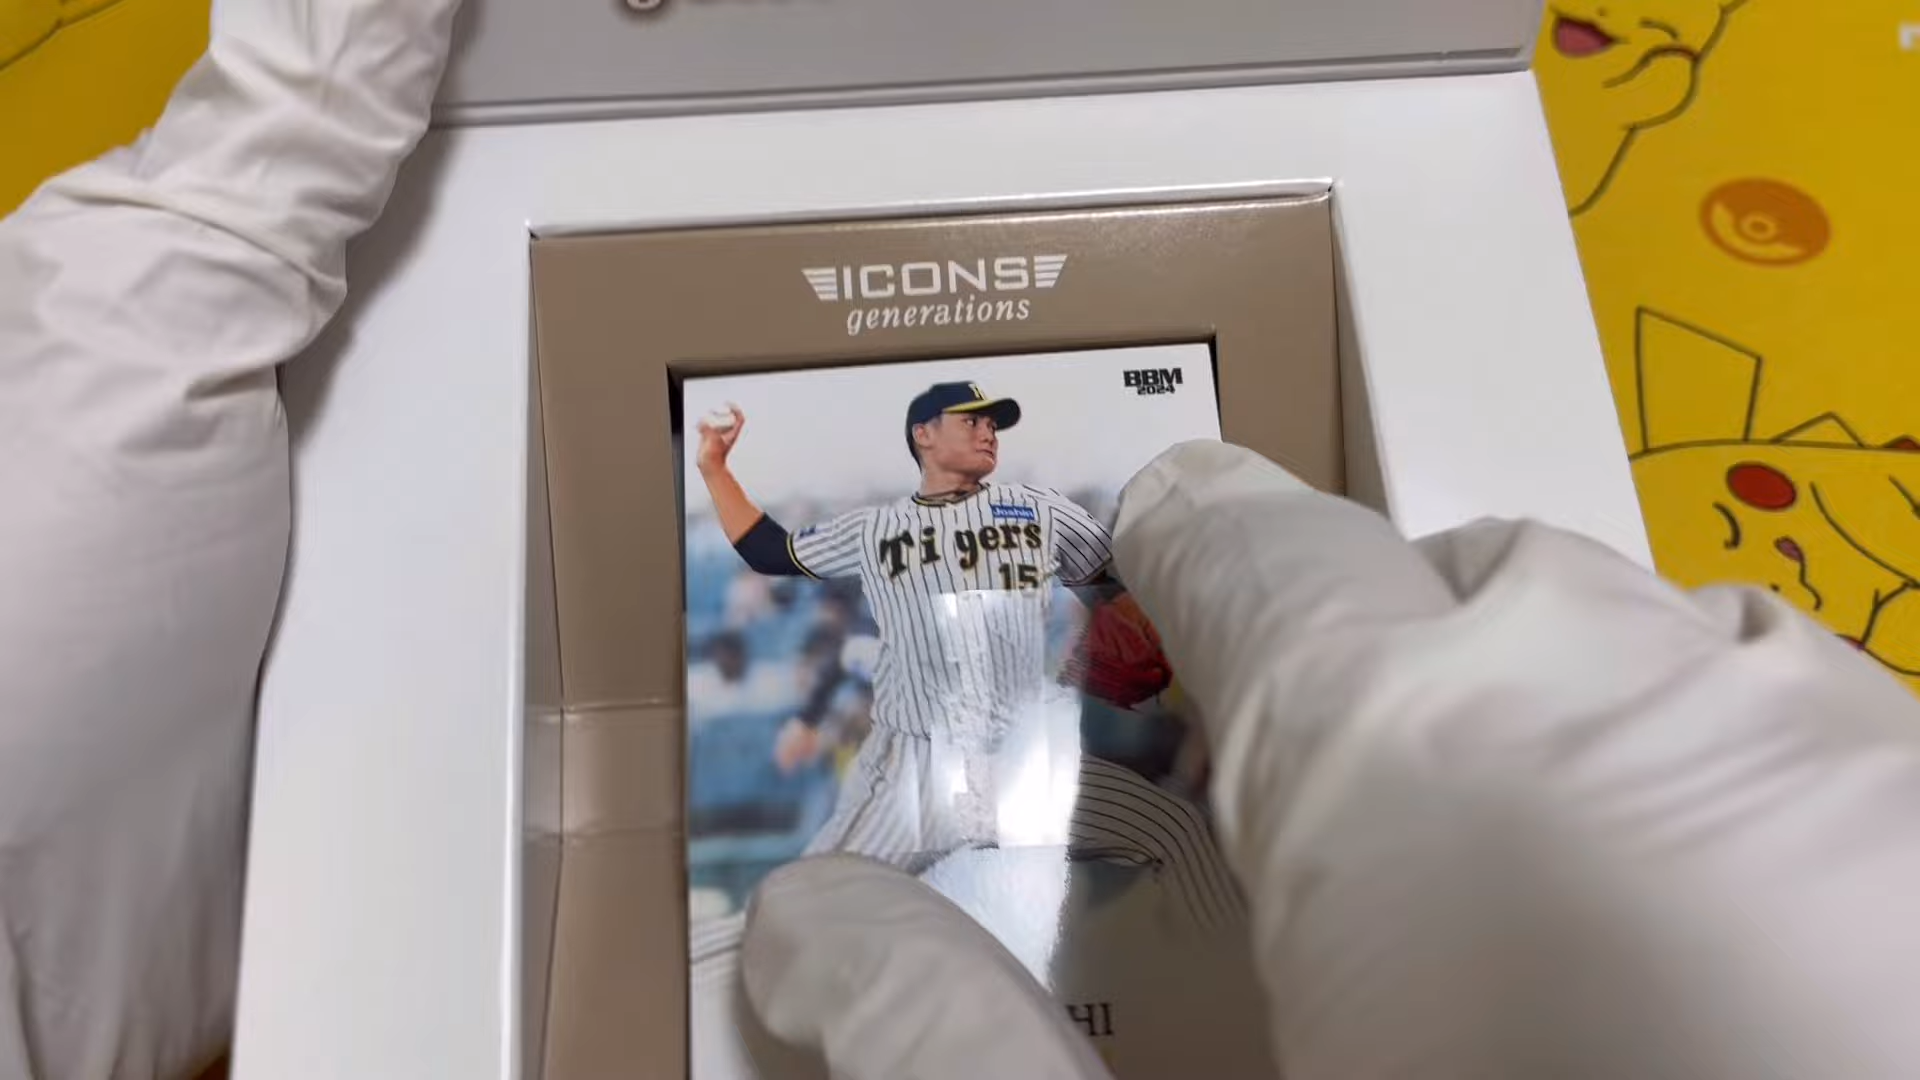 ICONS
generations
BBM
2024
Joshin
Tigers
15
HI